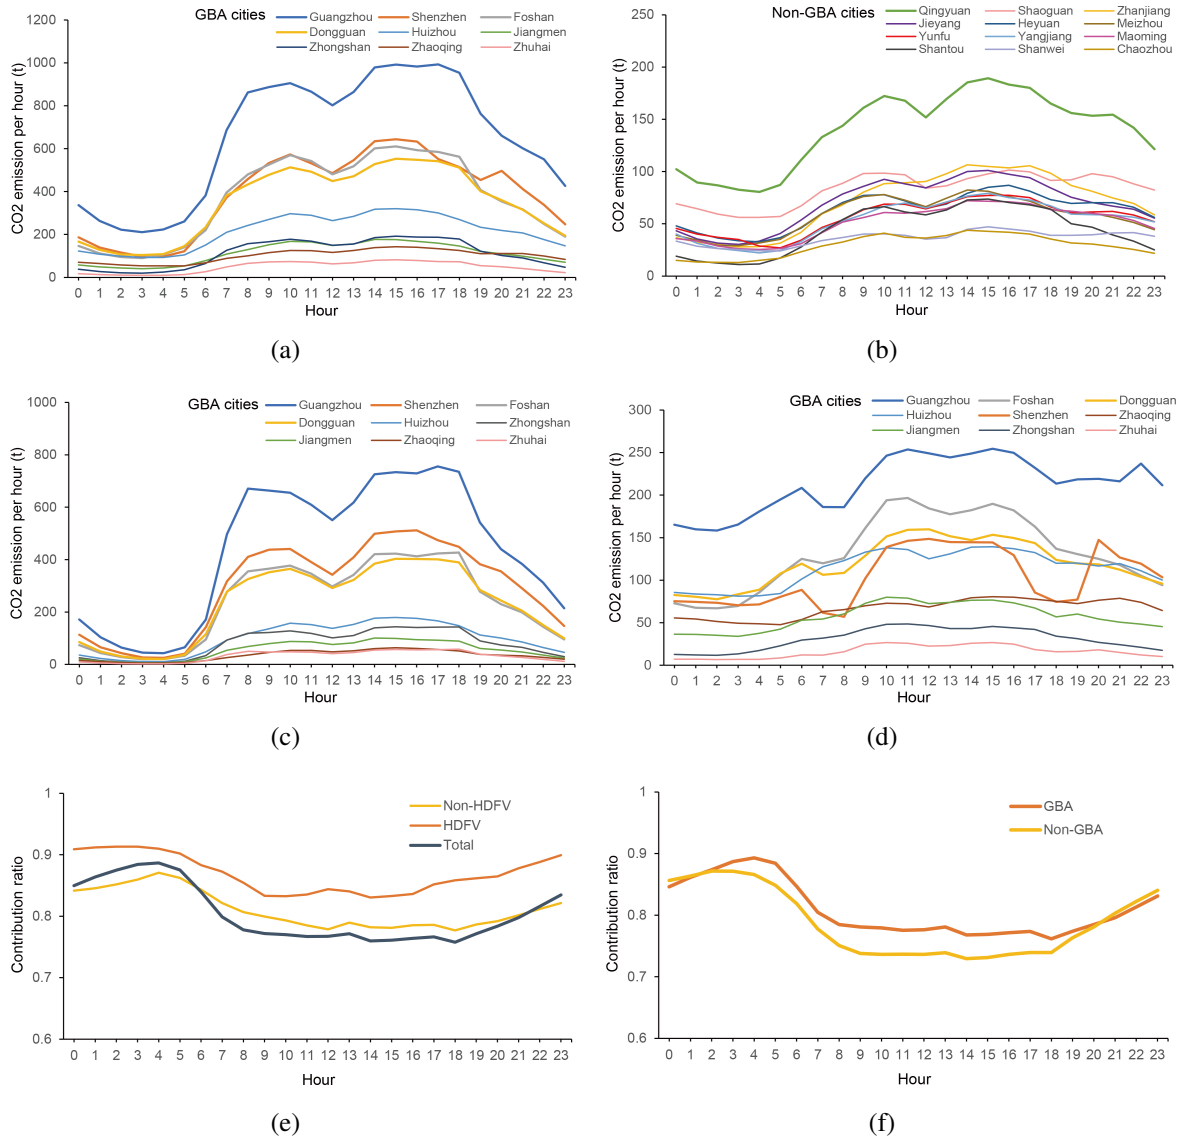 GBA cities
Guangzhou Shenzhen Foshan
Dongguan Huizhou Jiangmen
Zhongshan Zhaoqing Zhuhai
CO2 emission per hour (t)
1200
1000
800
600
400
200
0
0 1 2 3 4 5 6 7 8 9 10 11 12 13 14 15 16 17 18 19 20 21 22 23
Hour
(a)
Non-GBA cities
Qingyuan Shaoguan Zhanjiang
Jieyang Heyuan Meizhou
Yunfu Yangjiang Maoming
Shantou Shanwei Chaozhou
CO2 emission per hour (t)
250
200
150
100
50
0
0 1 2 3 4 5 6 7 8 9 10 11 12 13 14 15 16 17 18 19 20 21 22 23
Hour
(b)
GBA cities
Guangzhou Shenzhen Foshan
Dongguan Huizhou Zhongshan
Jiangmen Zhaoqing Zhuhai
CO2 emission per hour (t)
1000
800
600
400
200
0
0 1 2 3 4 5 6 7 8 9 10 11 12 13 14 15 16 17 18 19 20 21 22 23
Hour
(c)
GBA cities
Guangzhou Foshan Dongguan
Huizhou Shenzhen Zhaoqing
Jiangmen Zhongshan Zhuhai
CO2 emission per hour (t)
300
250
200
150
100
50
0
0 1 2 3 4 5 6 7 8 9 10 11 12 13 14 15 16 17 18 19 20 21 22 23
Hour
(d)
Non-HDFV
HDFV
Total
Contribution ratio
1
0.9
0.8
0.7
0.6
0 1 2 3 4 5 6 7 8 9 10 11 12 13 14 15 16 17 18 19 20 21 22 23
Hour
(e)
GBA
Non-GBA
Contribution ratio
1
0.9
0.8
0.7
0.6
0 1 2 3 4 5 6 7 8 9 10 11 12 13 14 15 16 17 18 19 20 21 22 23
Hour
(f)